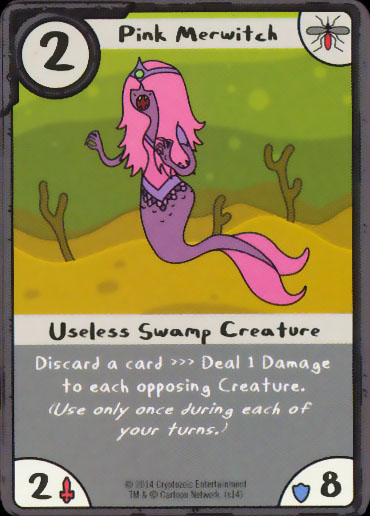 2
Pink Merwitch
Useless Swamp Creature
Discard a card >>> Deal 1 Damage
to each opposing Creature.
(Use only once during each of
your turns.)
2
© 2014 Cryptozoic Entertainment
TM & © Cartoon Network. (s14)
8